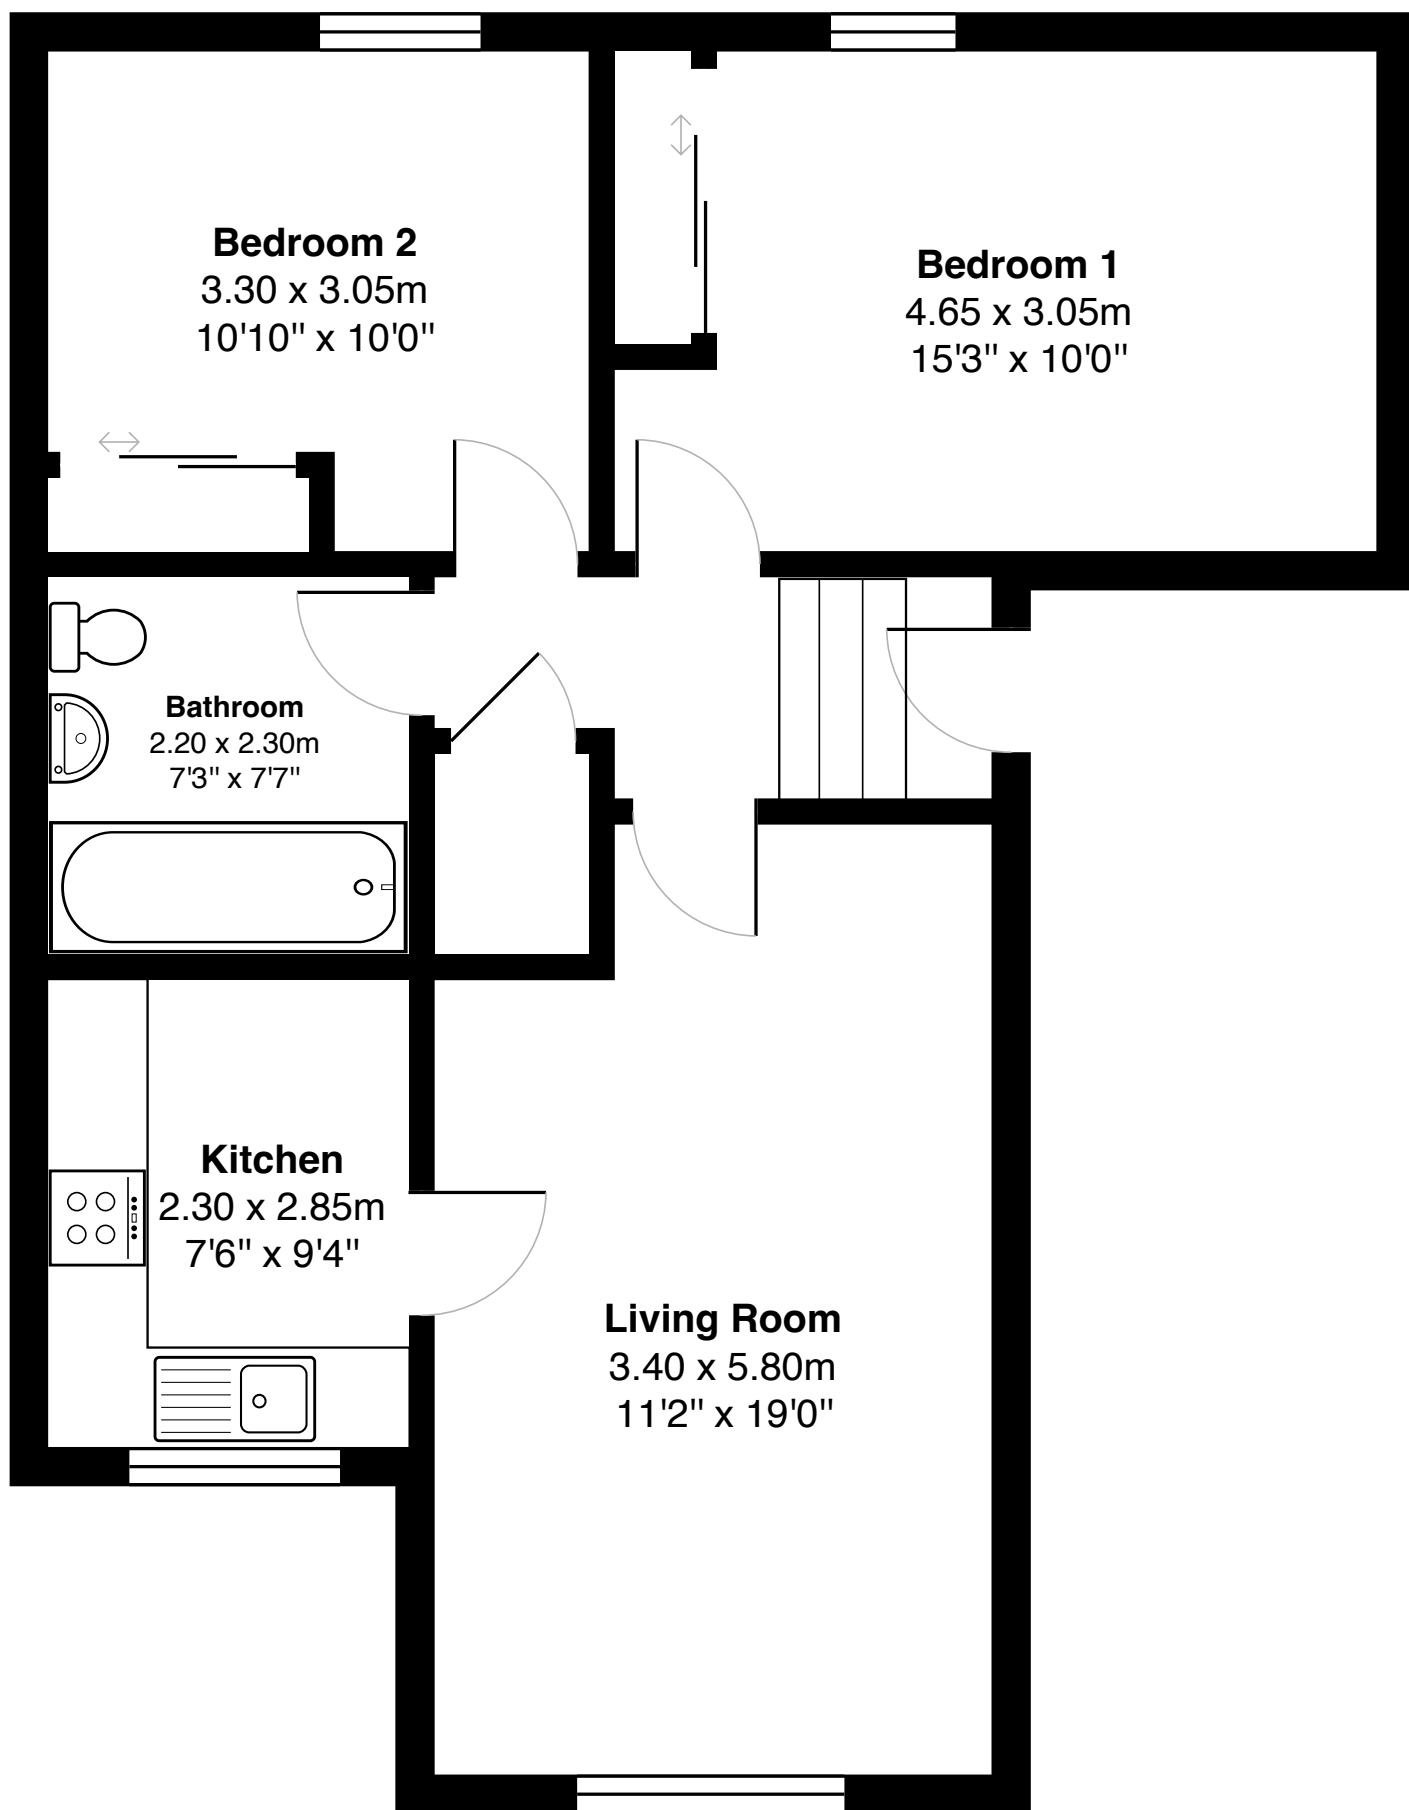 Bedroom 2
3.30 x 3.05m
10'10" x 10'0"
Bedroom 1
4.65 x 3.05m
15'3" x 10'0"
Bathroom
2.20 x 2.30m
7'3" x 7'7"
Kitchen
2.30 x 2.85m
7'6" x 9'4"
Living Room
3.40 x 5.80m
11'2" x 19'0"